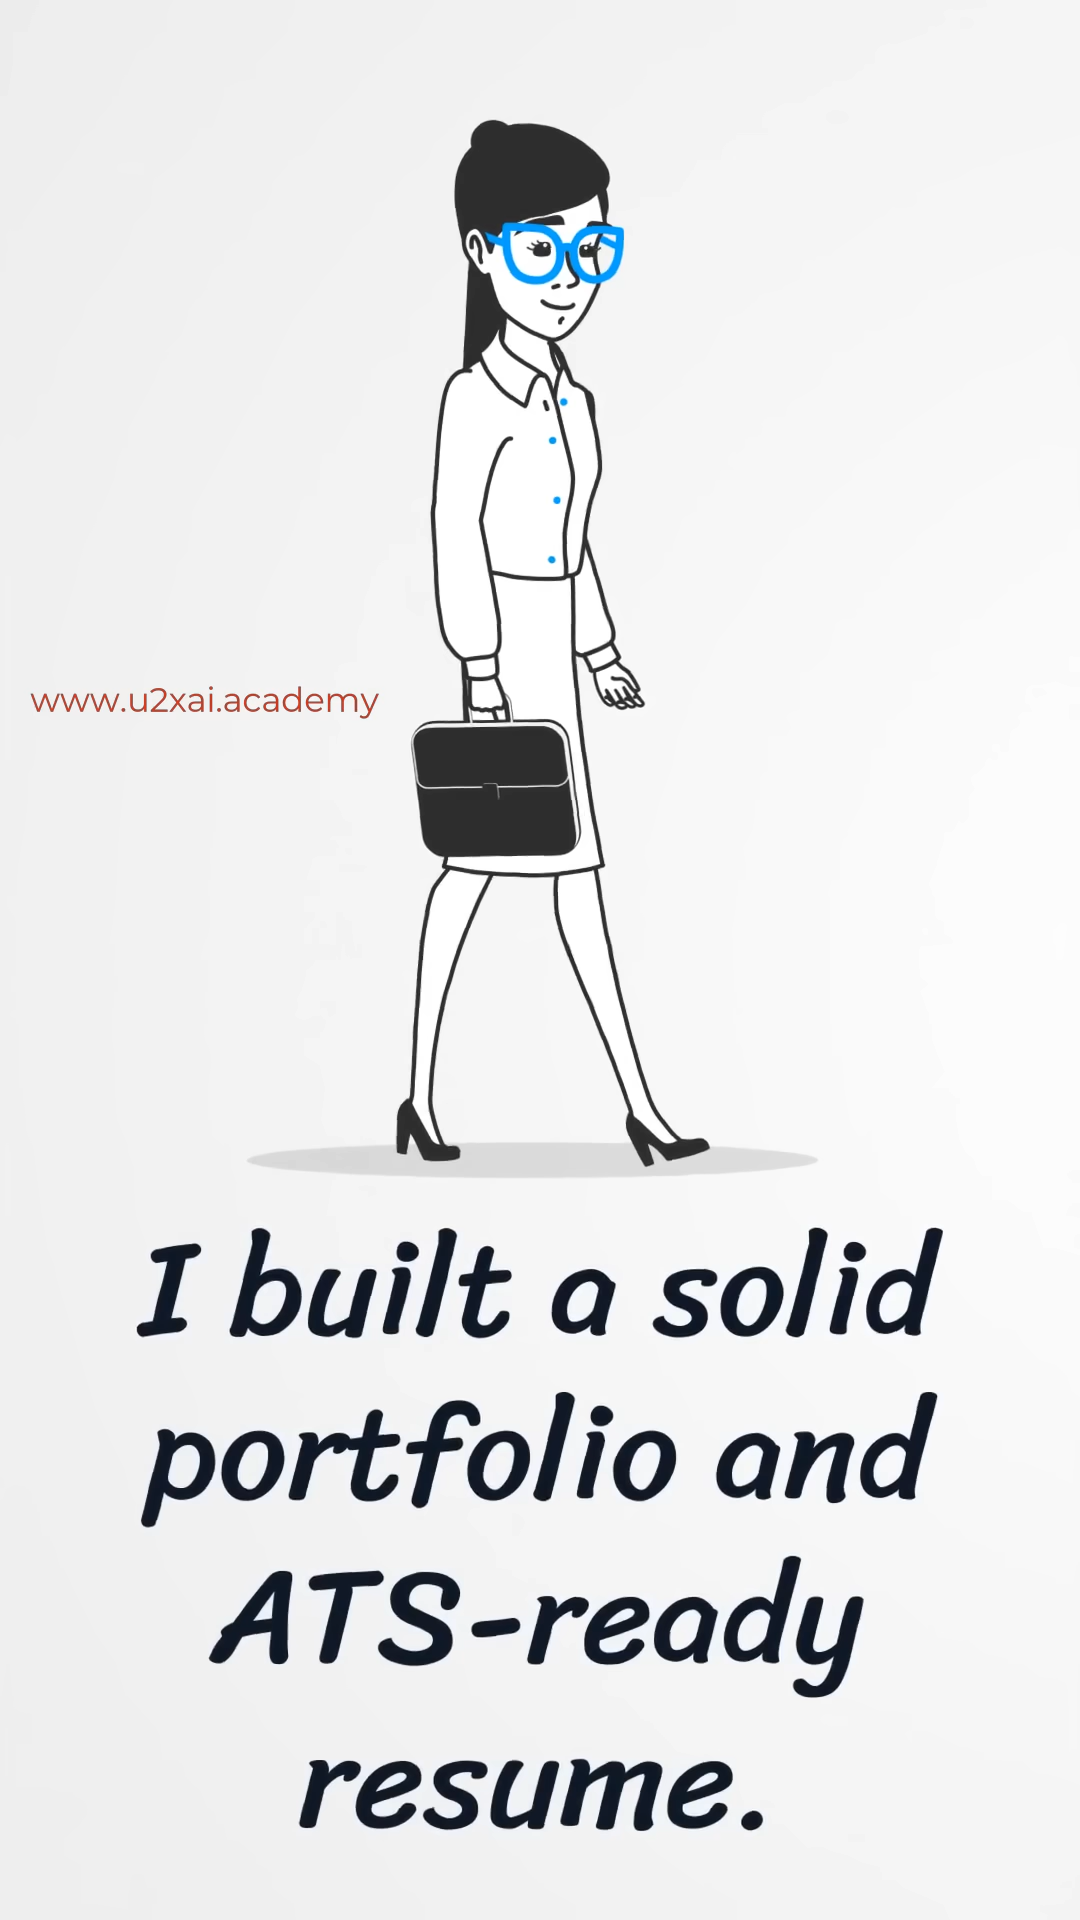 www.u2xai.academy
I built a solid
portfolio and
ATS-ready
resume.